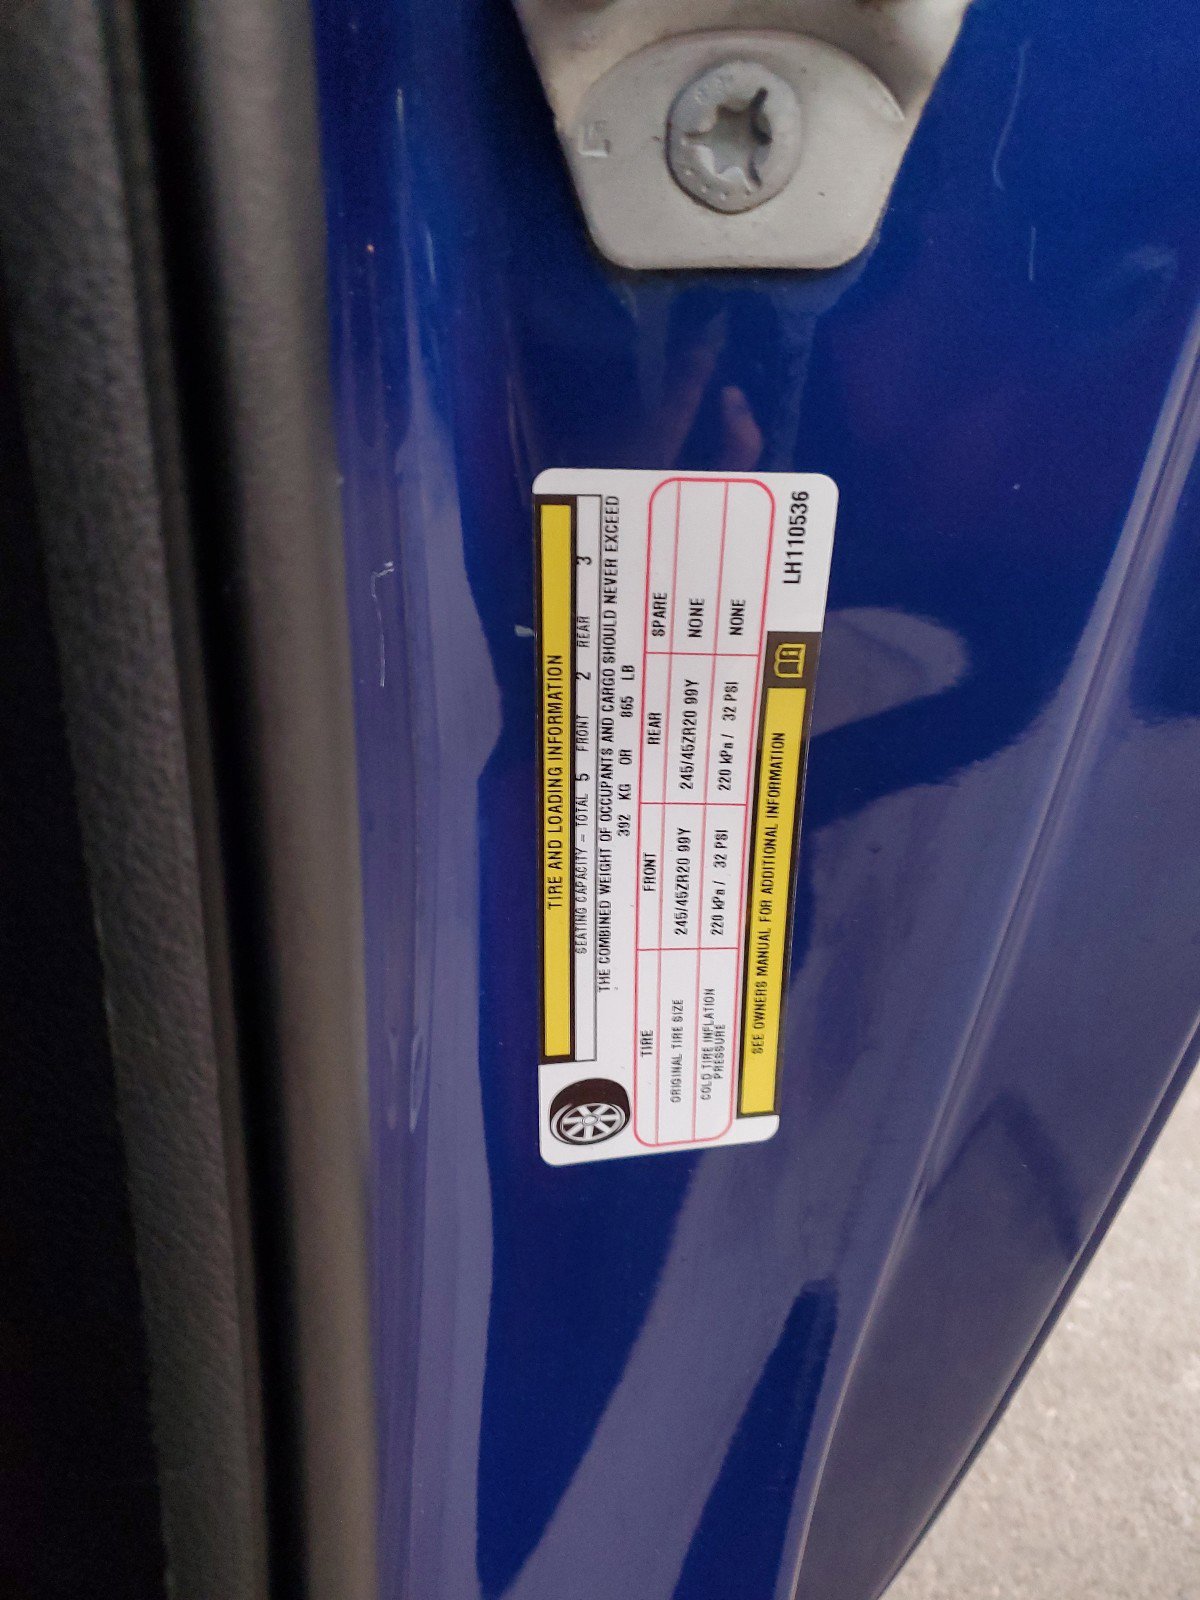 TIRE AND LOADING INFORMATION
SEATING CAPACITY – TOTAL 5 FRONT 2 REAR 3
THE COMBINED WEIGHT OF OCCUPANTS AND CARGO SHOULD NEVER EXCEED
392 KG OR 865 LB
TIRE FRONT REAR SPARE
ORIGINAL TIRE SIZE 245/45ZR20 99Y 245/45ZR20 99Y NONE
COLD TIRE INFLATION
PRESSURE 220 kPa / 32 PSI 220 kPa / 32 PSI NONE
SEE OWNERS MANUAL FOR ADDITIONAL INFORMATION
LH110536